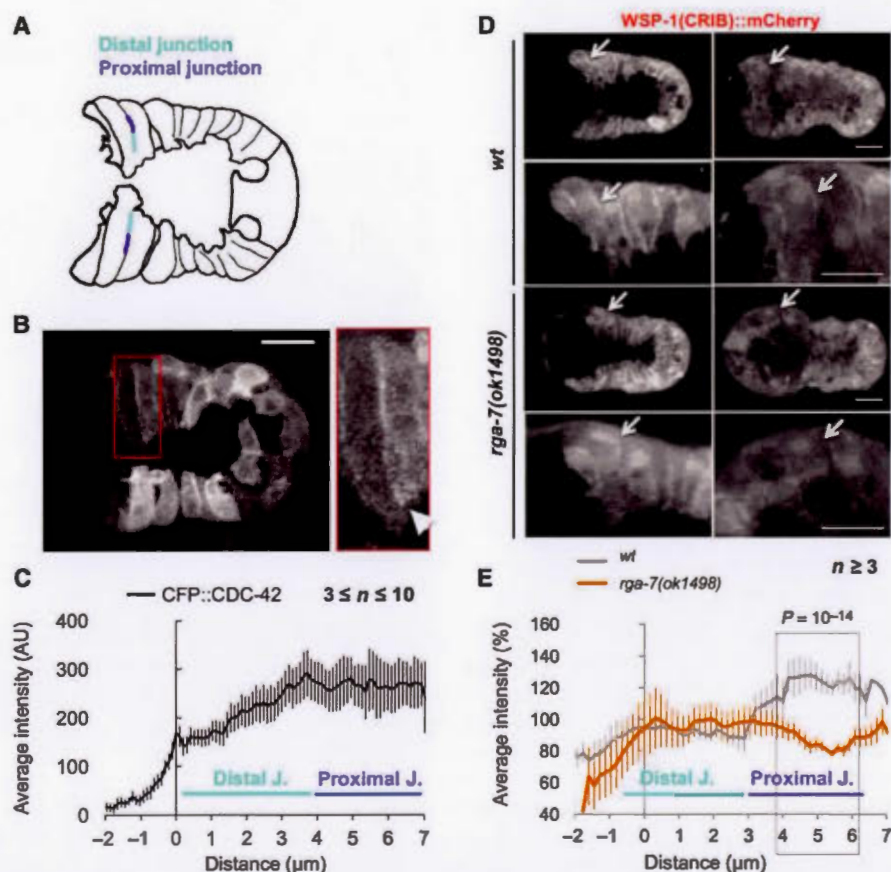 A
Distal junction
Proximal junction
B
C
CFP::CDC-42
3 ≤ n ≤ 10
Average intensity (AU)
400
300
200
100
0
Distal J.
Proximal J.
−2 −1 0 1 2 3 4 5 6 7
Distance (μm)
D
WSP-1(CRIB)::mCherry
wt
rga-7(ok1498)
E
wt
rga-7(ok1498)
n ≥ 3
P = 10⁻¹⁴
Average intensity (%)
160
140
120
100
80
60
40
Distal J.
Proximal J.
−2 −1 0 1 2 3 4 5 6 7
Distance (μm)